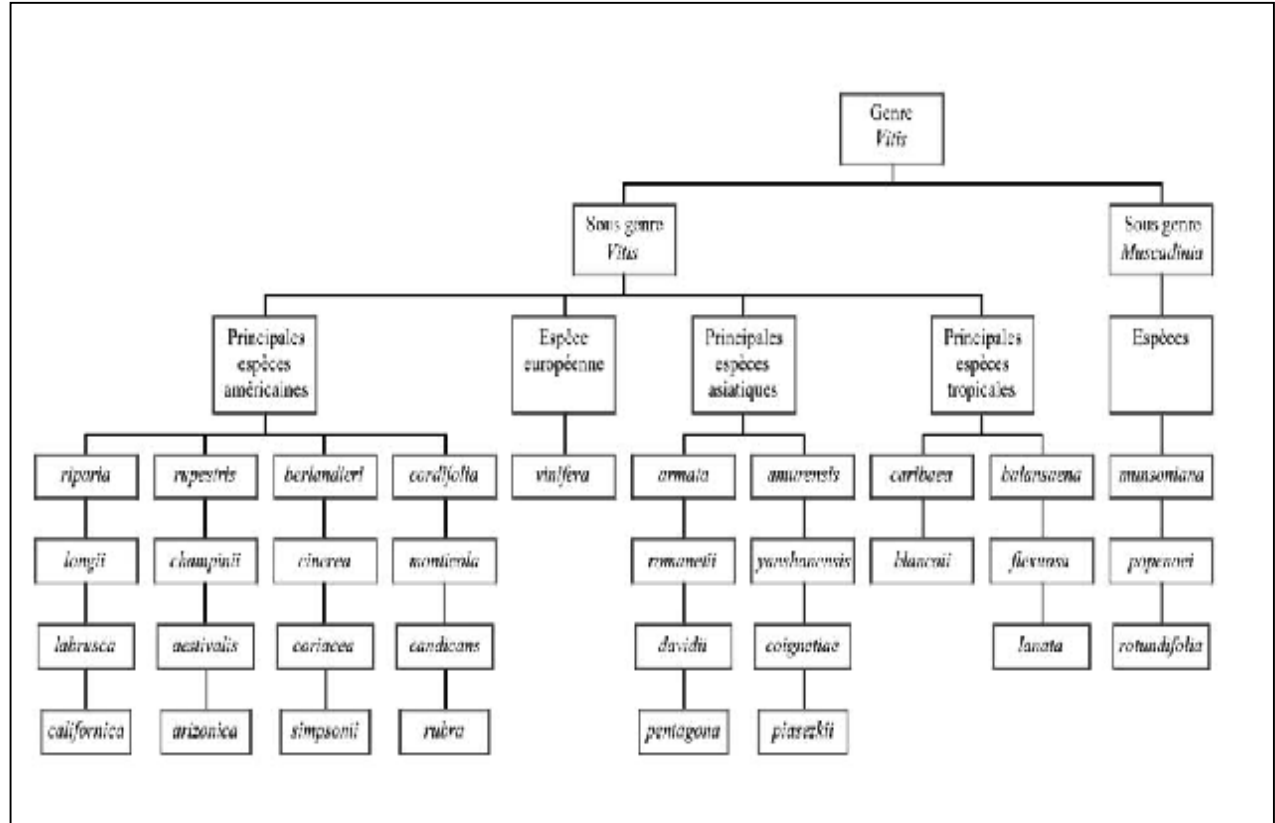 Genre
Vitis
Sous genre
Vitis
Sous genre
Muscadinia
Principales
espèces
américaines
Espèce
européenne
Principales
espèces
asiatiques
Principales
espèces
tropicales
Espèces
riparia
rupestris
berlandieri
cordifolia
vinifera
armata
amurensis
caribaea
balansaena
munsoniana
longii
champinii
cinerea
monticola
romanetii
yenshanensis
blancoii
flexuosa
popenoei
labrusca
aestivalis
coriacea
candicans
davidii
coignetiae
lanata
rotundifolia
californica
arizonica
simpsonii
rubra
pentagona
piasezkii